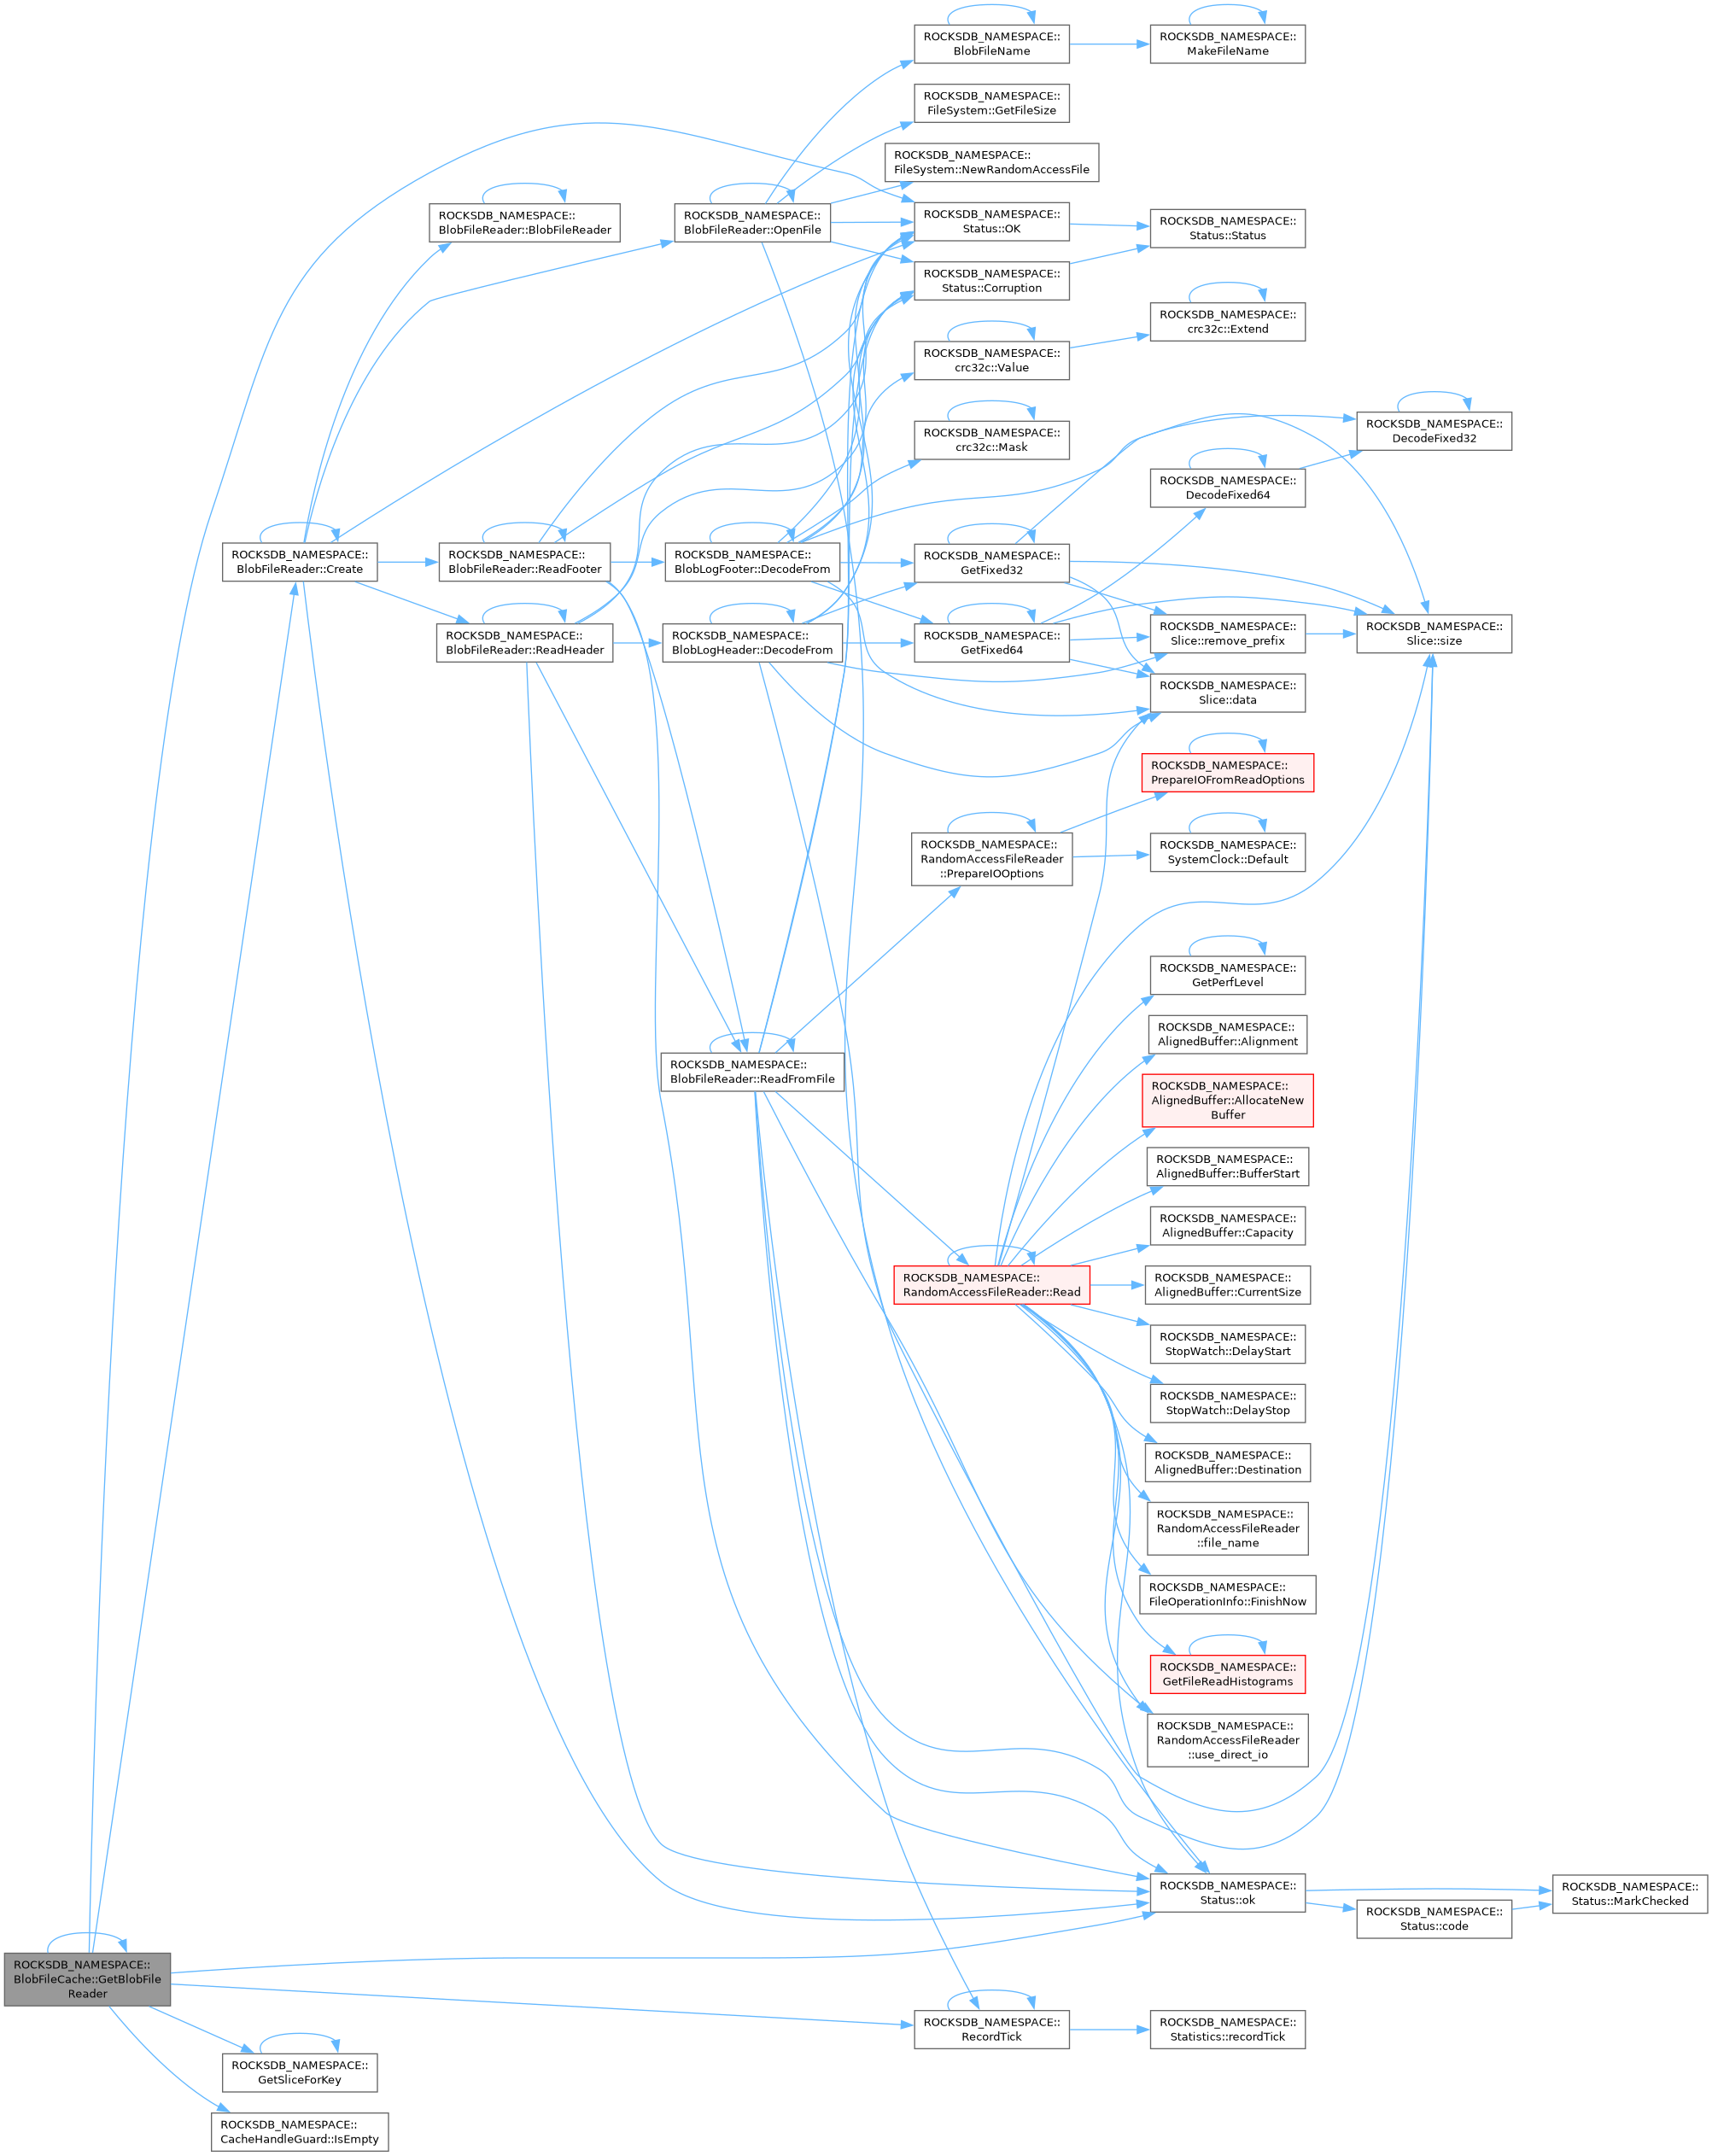 ROCKSDB_NAMESPACE::
BlobFileName
ROCKSDB_NAMESPACE::
MakeFileName
ROCKSDB_NAMESPACE::
FileSystem::GetFileSize
ROCKSDB_NAMESPACE::
FileSystem::NewRandomAccessFile
ROCKSDB_NAMESPACE::
BlobFileReader::BlobFileReader
ROCKSDB_NAMESPACE::
BlobFileReader::OpenFile
ROCKSDB_NAMESPACE::
Status::OK
ROCKSDB_NAMESPACE::
Status::Status
ROCKSDB_NAMESPACE::
Status::Corruption
ROCKSDB_NAMESPACE::
crc32c::Extend
ROCKSDB_NAMESPACE::
crc32c::Value
ROCKSDB_NAMESPACE::
DecodeFixed32
ROCKSDB_NAMESPACE::
crc32c::Mask
ROCKSDB_NAMESPACE::
DecodeFixed64
ROCKSDB_NAMESPACE::
BlobFileReader::Create
ROCKSDB_NAMESPACE::
BlobFileReader::ReadFooter
ROCKSDB_NAMESPACE::
BlobLogFooter::DecodeFrom
ROCKSDB_NAMESPACE::
GetFixed32
ROCKSDB_NAMESPACE::
BlobFileReader::ReadHeader
ROCKSDB_NAMESPACE::
BlobLogHeader::DecodeFrom
ROCKSDB_NAMESPACE::
GetFixed64
ROCKSDB_NAMESPACE::
Slice::remove_prefix
ROCKSDB_NAMESPACE::
Slice::size
ROCKSDB_NAMESPACE::
Slice::data
ROCKSDB_NAMESPACE::
PrepareIOFromReadOptions
ROCKSDB_NAMESPACE::
RandomAccessFileReader
::PrepareIOOptions
ROCKSDB_NAMESPACE::
SystemClock::Default
ROCKSDB_NAMESPACE::
GetPerfLevel
ROCKSDB_NAMESPACE::
AlignedBuffer::Alignment
ROCKSDB_NAMESPACE::
BlobFileReader::ReadFromFile
ROCKSDB_NAMESPACE::
AlignedBuffer::AllocateNew
Buffer
ROCKSDB_NAMESPACE::
AlignedBuffer::BufferStart
ROCKSDB_NAMESPACE::
AlignedBuffer::Capacity
ROCKSDB_NAMESPACE::
RandomAccessFileReader::Read
ROCKSDB_NAMESPACE::
AlignedBuffer::CurrentSize
ROCKSDB_NAMESPACE::
StopWatch::DelayStart
ROCKSDB_NAMESPACE::
StopWatch::DelayStop
ROCKSDB_NAMESPACE::
AlignedBuffer::Destination
ROCKSDB_NAMESPACE::
RandomAccessFileReader
::file_name
ROCKSDB_NAMESPACE::
FileOperationInfo::FinishNow
ROCKSDB_NAMESPACE::
GetFileReadHistograms
ROCKSDB_NAMESPACE::
RandomAccessFileReader
::use_direct_io
ROCKSDB_NAMESPACE::
Status::ok
ROCKSDB_NAMESPACE::
Status::MarkChecked
ROCKSDB_NAMESPACE::
Status::code
ROCKSDB_NAMESPACE::
BlobFileCache::GetBlobFile
Reader
ROCKSDB_NAMESPACE::
RecordTick
ROCKSDB_NAMESPACE::
Statistics::recordTick
ROCKSDB_NAMESPACE::
GetSliceForKey
ROCKSDB_NAMESPACE::
CacheHandleGuard::IsEmpty